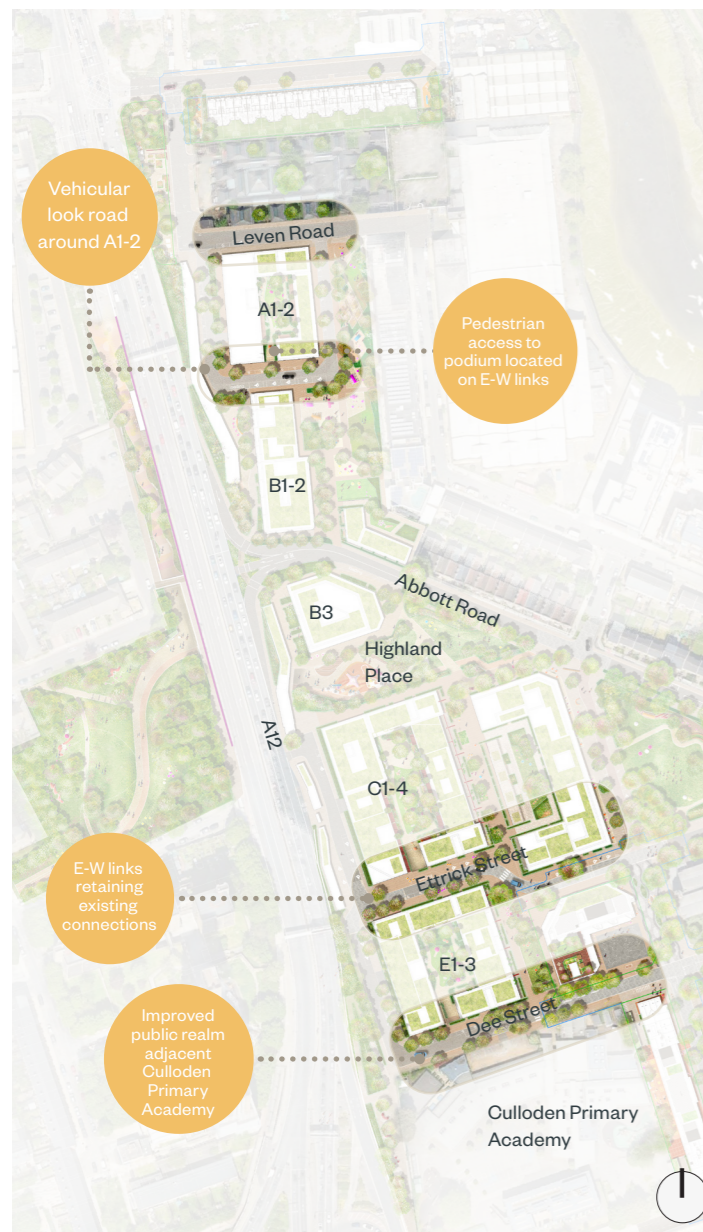 Vehicular
look road
around A1-2
Leven Road
A1-2
Pedestrian
access to
podium located
on E-W links
B1-2
Abbott Road
B3
Highland
Place
A12
C1-4
E-W links
retaining
existing
connections
Ettrick Street
E1-3
Improved
public realm
adjacent
Culloden
Primary
Academy
Dee Street
Culloden Primary
Academy